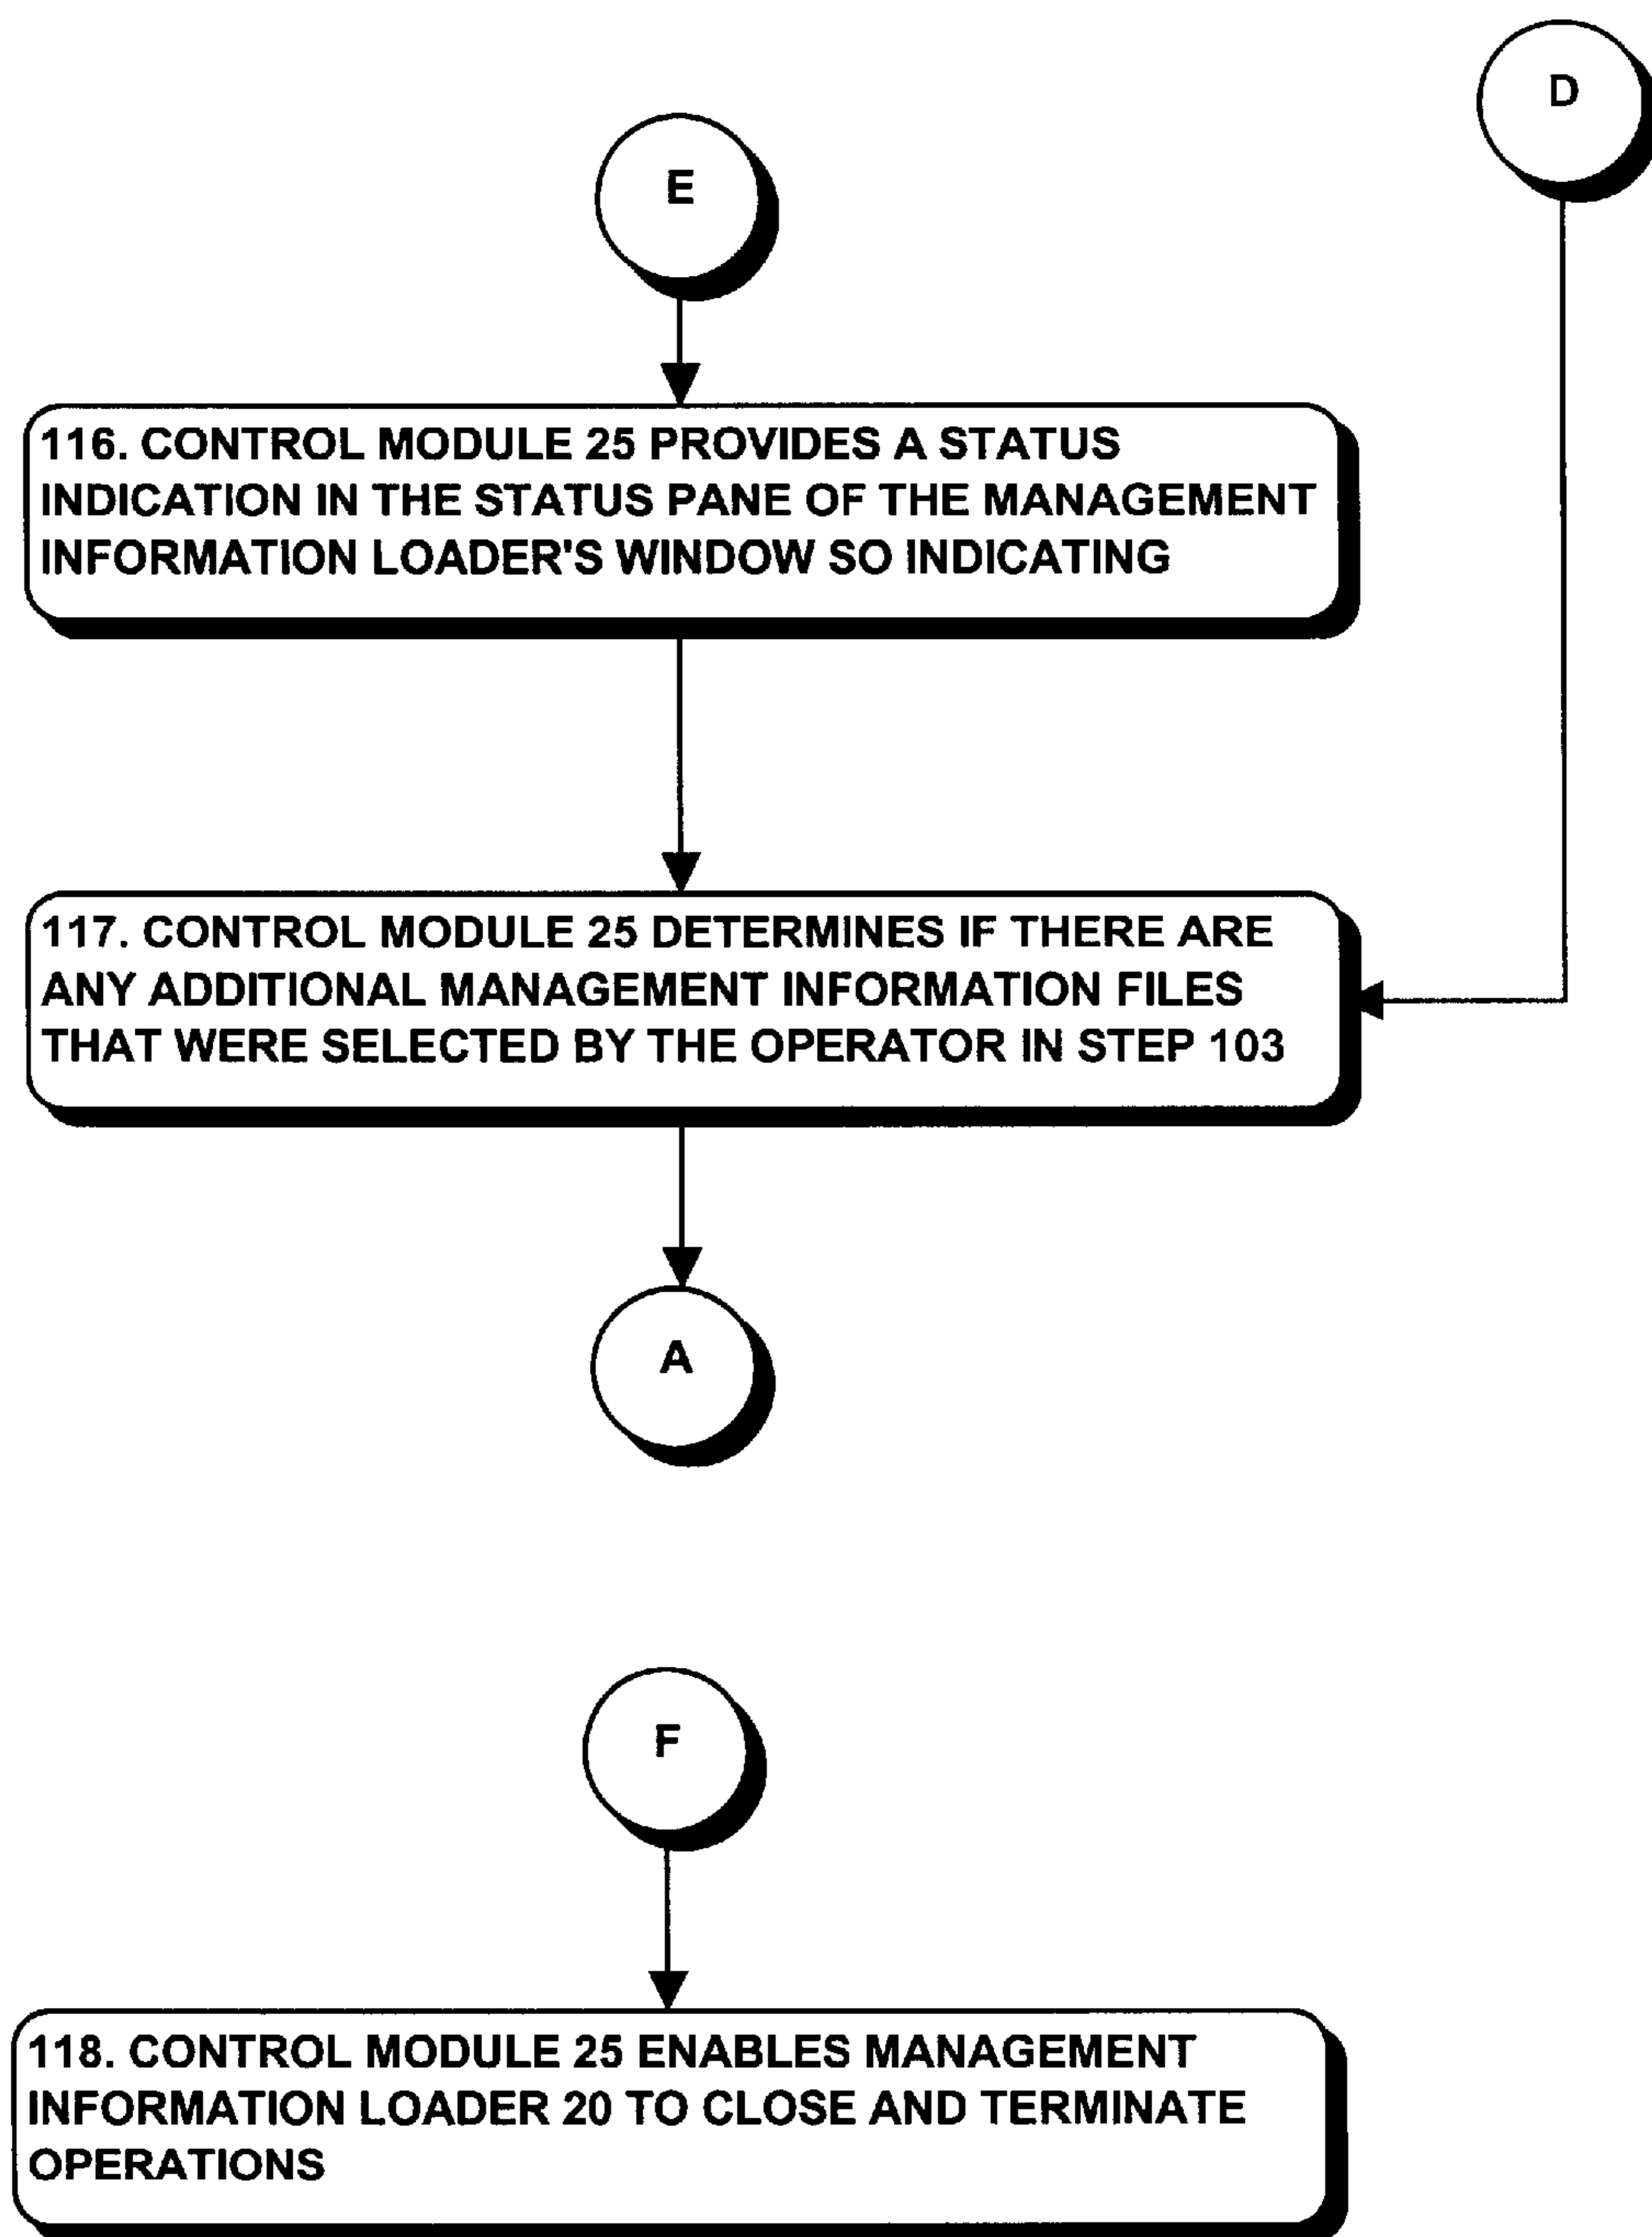 D
E
116. CONTROL MODULE 25 PROVIDES A STATUS
INDICATION IN THE STATUS PANE OF THE MANAGEMENT
INFORMATION LOADER'S WINDOW SO INDICATING
117. CONTROL MODULE 25 DETERMINES IF THERE ARE
ANY ADDITIONAL MANAGEMENT INFORMATION FILES
THAT WERE SELECTED BY THE OPERATOR IN STEP 103
A
F
118. CONTROL MODULE 25 ENABLES MANAGEMENT
INFORMATION LOADER 20 TO CLOSE AND TERMINATE
OPERATIONS